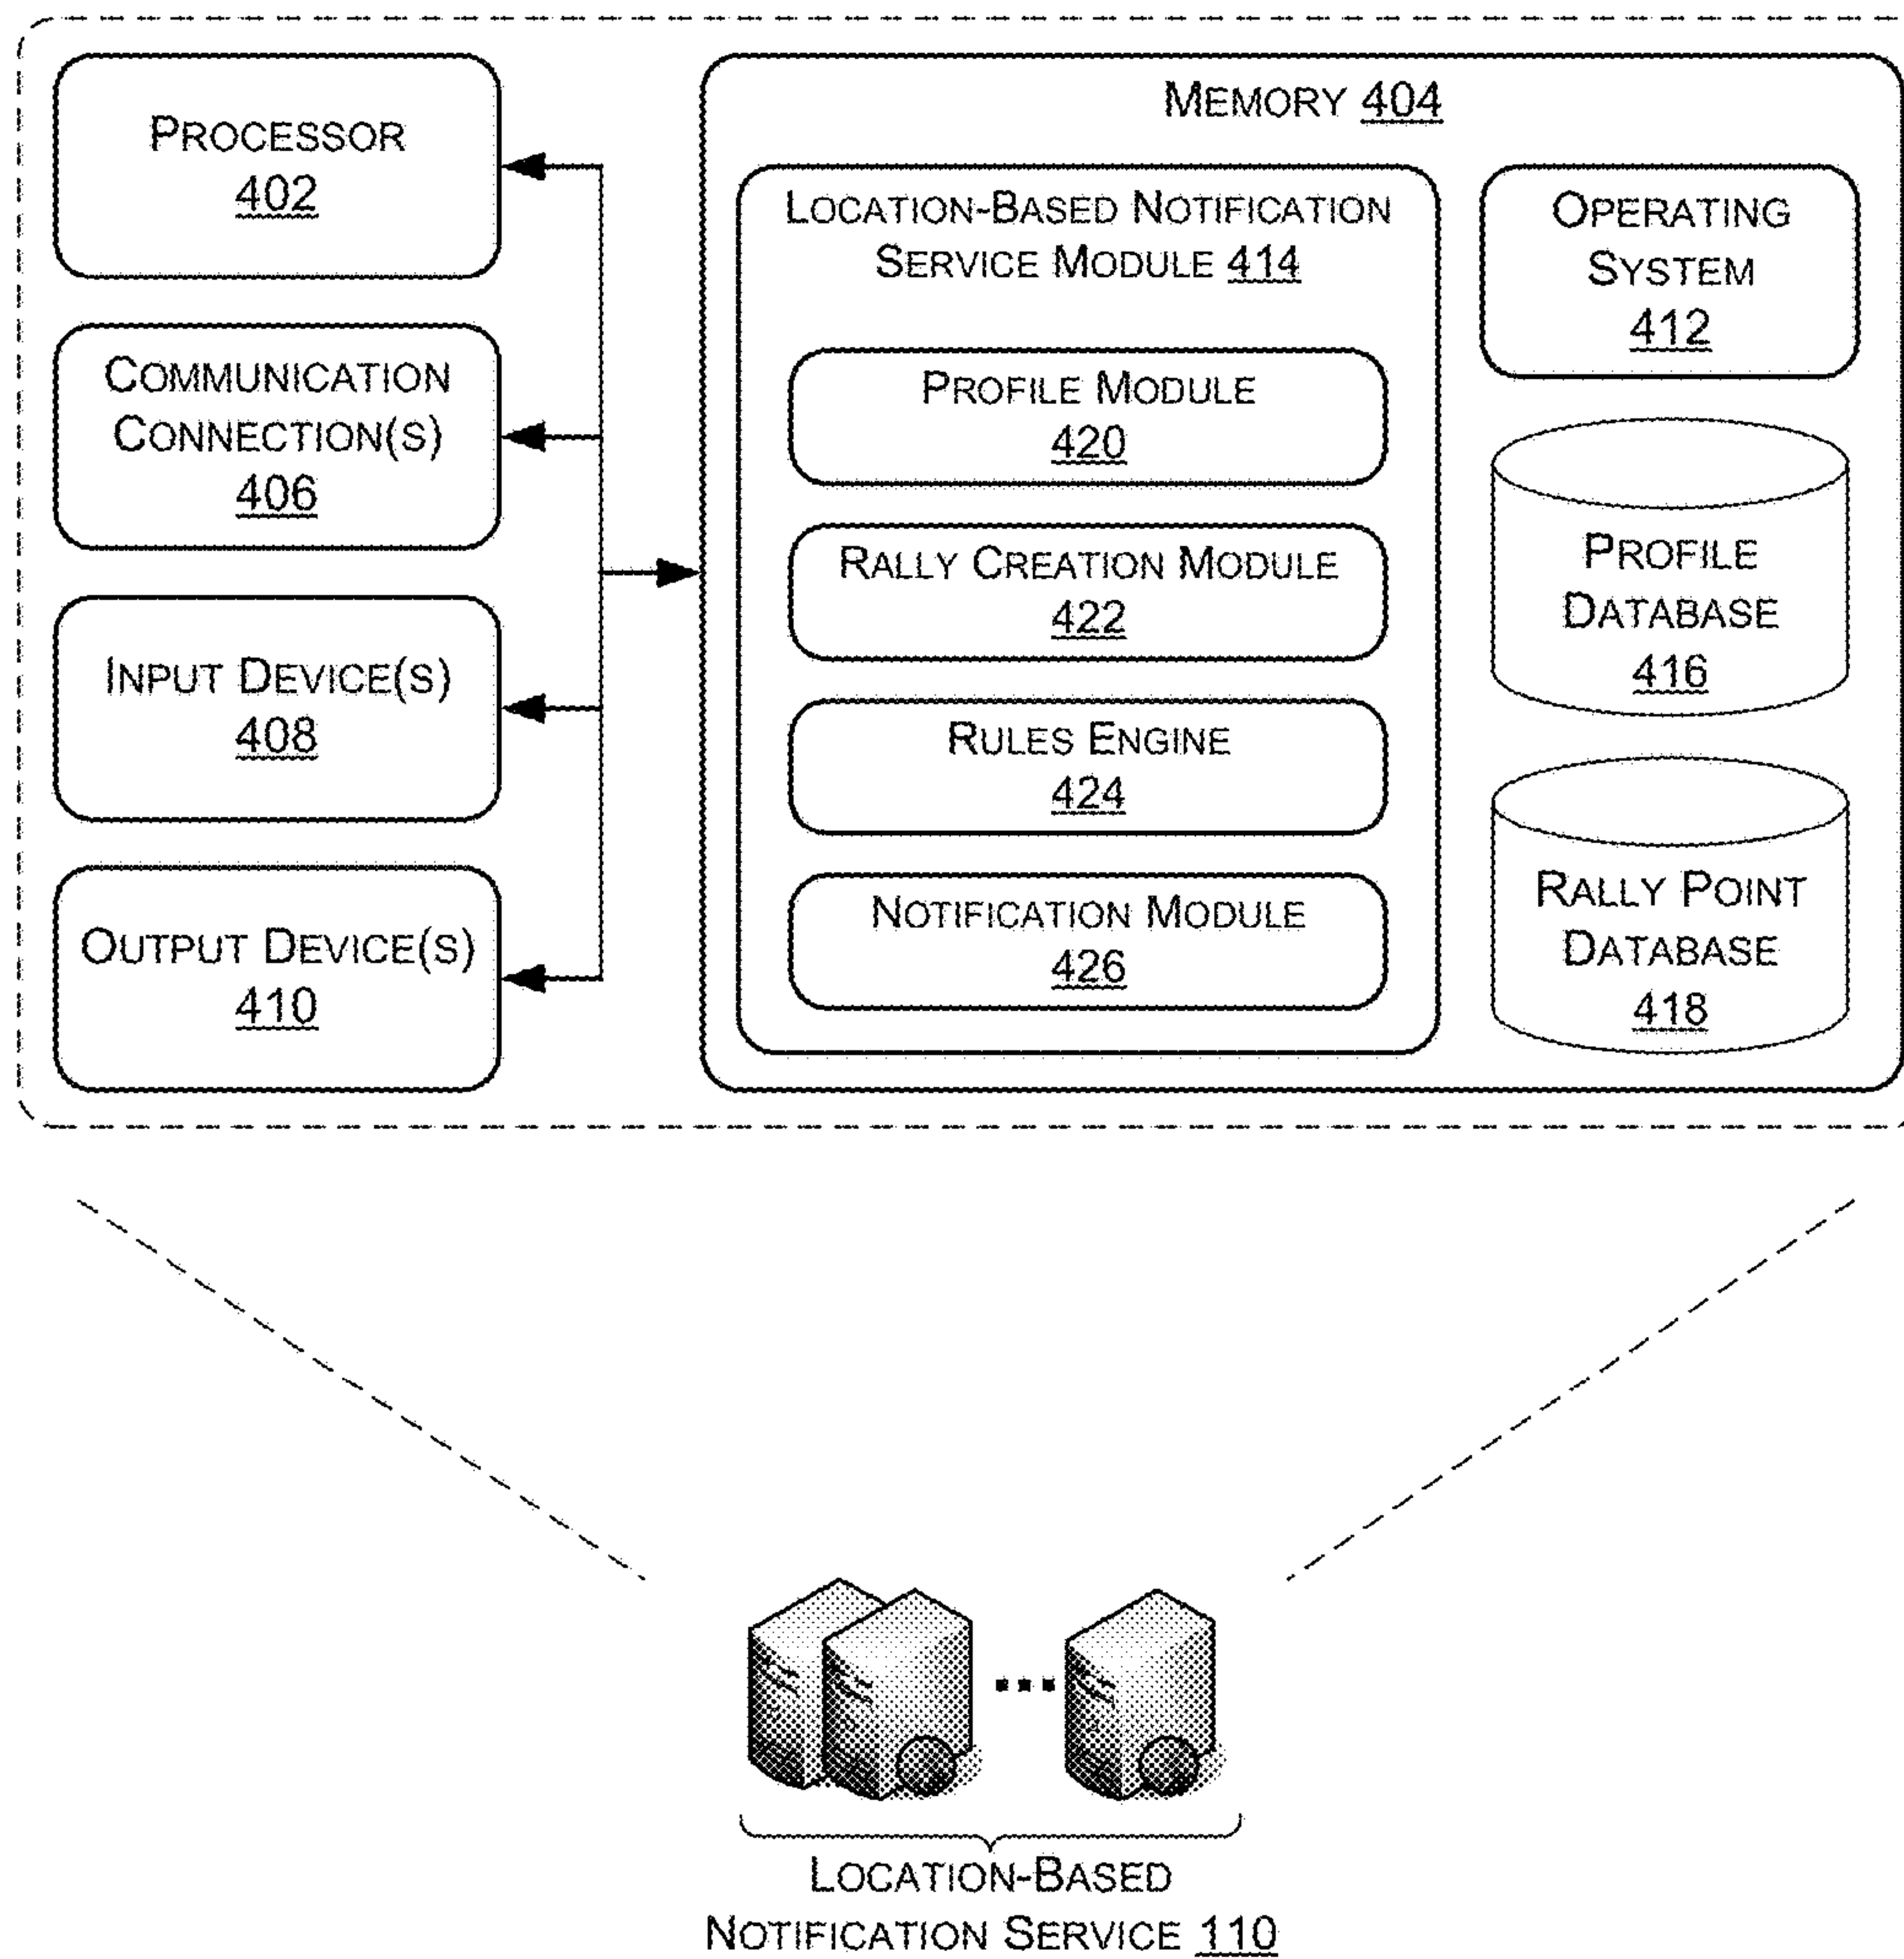 PROCESSOR
402
COMMUNICATION
CONNECTION(S)
406
INPUT DEVICE(S)
408
OUTPUT DEVICE(S)
410
MEMORY 404
LOCATION-BASED NOTIFICATION
SERVICE MODULE 414
PROFILE MODULE
420
RALLY CREATION MODULE
422
RULES ENGINE
424
NOTIFICATION MODULE
426
OPERATING
SYSTEM
412
PROFILE
DATABASE
416
RALLY POINT
DATABASE
418
LOCATION-BASED
NOTIFICATION SERVICE 110